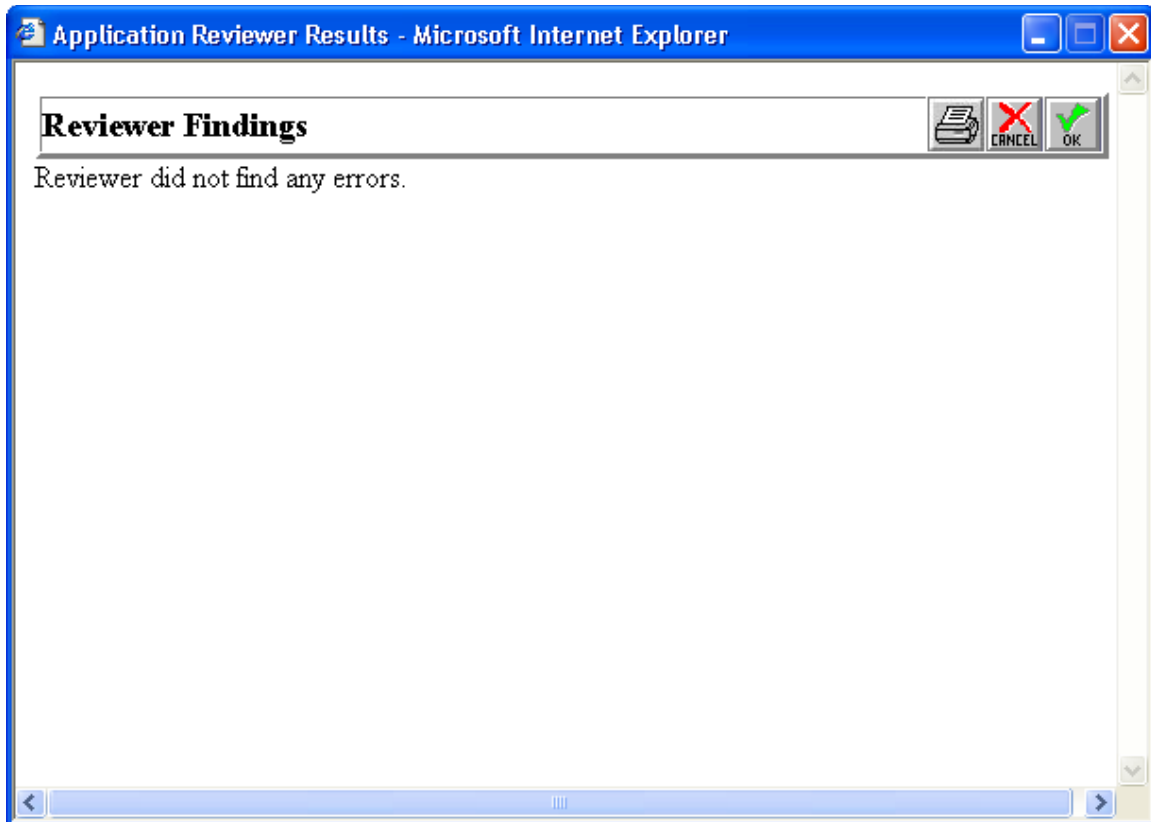 Application Reviewer Results - Microsoft Internet Explorer
Reviewer Findings
CANCEL
OK
Reviewer did not find any errors.